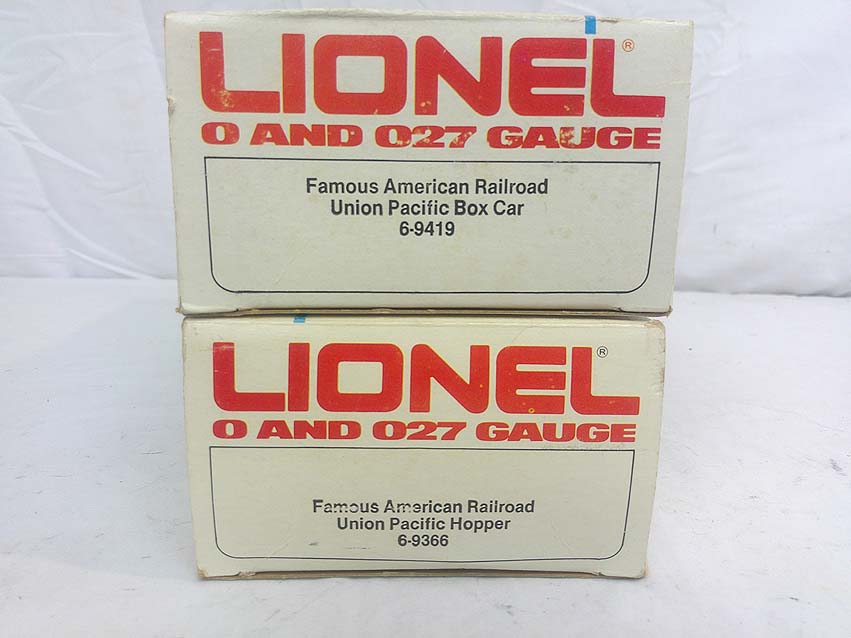 LIONEL®
O AND O27 GAUGE
Famous American Railroad
Union Pacific Box Car
6-9419
LIONEL®
O AND O27 GAUGE
Famous American Railroad
Union Pacific Hopper
6-9366